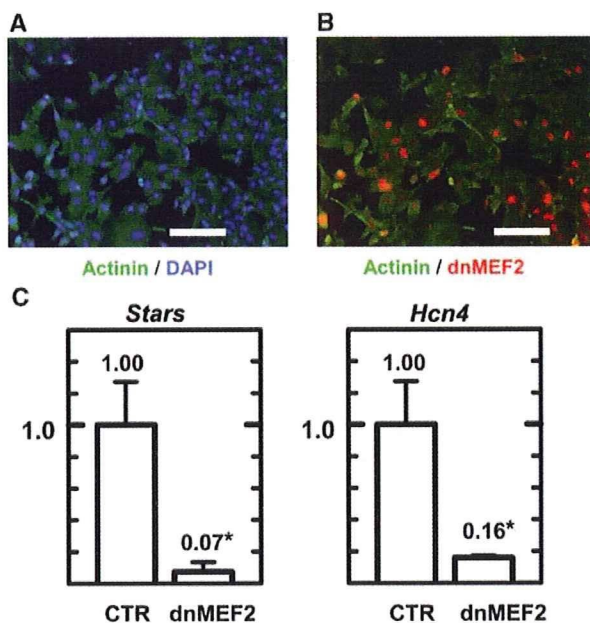 A
B
Actinin / DAPI
Actinin / dnMEF2
C
Stars
Hcn4
1.00
1.0
0.07*
CTR dnMEF2
1.00
1.0
0.16*
CTR dnMEF2